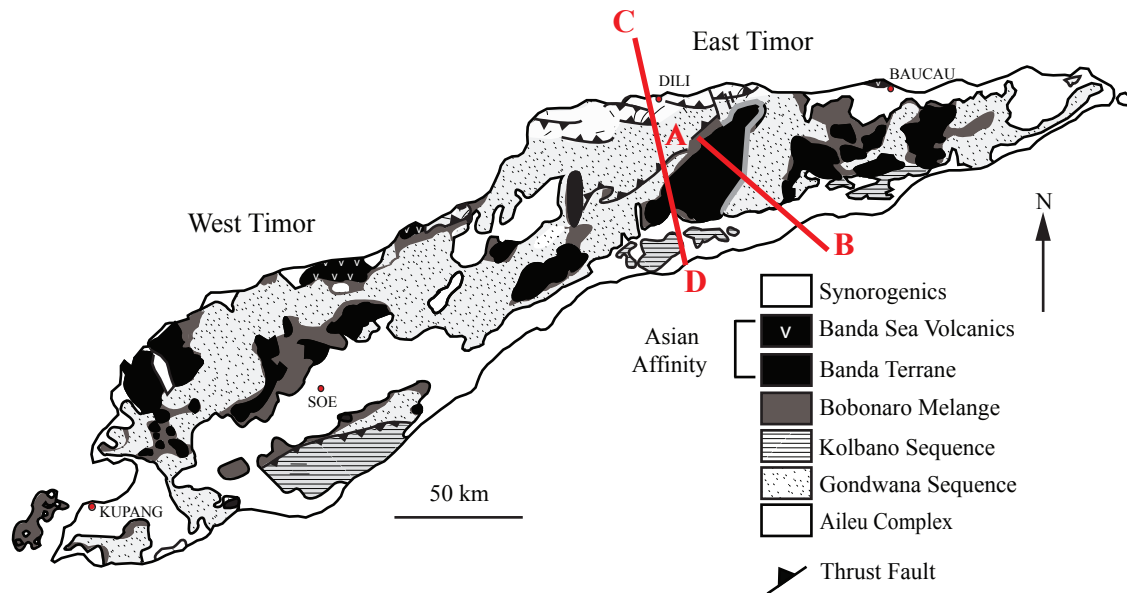 C
East Timor
DILI
BAUCAU
A
West Timor
N
B
D
Synorogenics
Asian
Affinity
v
Banda Sea Volcanics
Banda Terrane
Bobonaro Melange
SOE
Kolbano Sequence
50 km
Gondwana Sequence
KUPANG
Aileu Complex
Thrust Fault